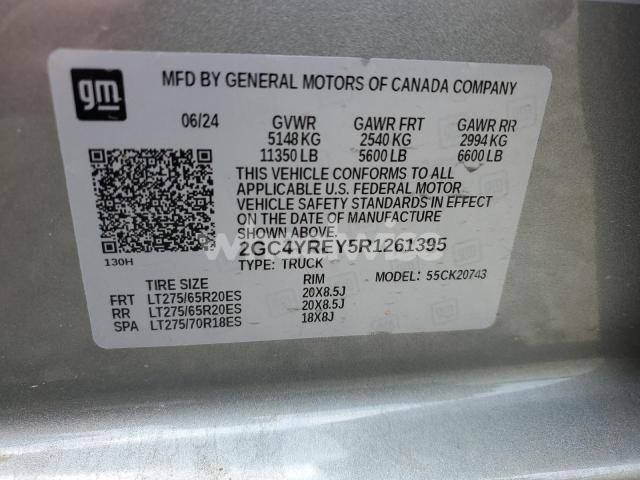 gm
MFD BY GENERAL MOTORS OF CANADA COMPANY
06/24 GVWR GAWR FRT GAWR RR
5148 KG 2540 KG 2994 KG
11350 LB 5600 LB 6600 LB
THIS VEHICLE CONFORMS TO ALL
APPLICABLE U.S. FEDERAL MOTOR
VEHICLE SAFETY STANDARDS IN EFFECT
ON THE DATE OF MANUFACTURE
SHOWN ABOVE.
2GC4YREY5R1261395
130H TYPE: TRUCK
MODEL: 55CK20743
TIRE SIZE RIM
FRT LT275/65R20ES 20X8.5J
RR LT275/65R20ES 20X8.5J
SPA LT275/70R18ES 18X8J